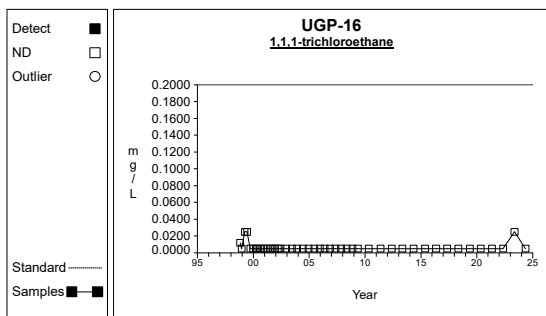 Detect
ND
Outlier
Standard
Samples
UGP-16
1,1,1-trichloroethane
0.2000
0.1800
0.1600
0.1400
0.1200
0.1000
0.0800
0.0600
0.0400
0.0200
0.0000
m
g
/
L
95 00 05 10 15 20 25
Year